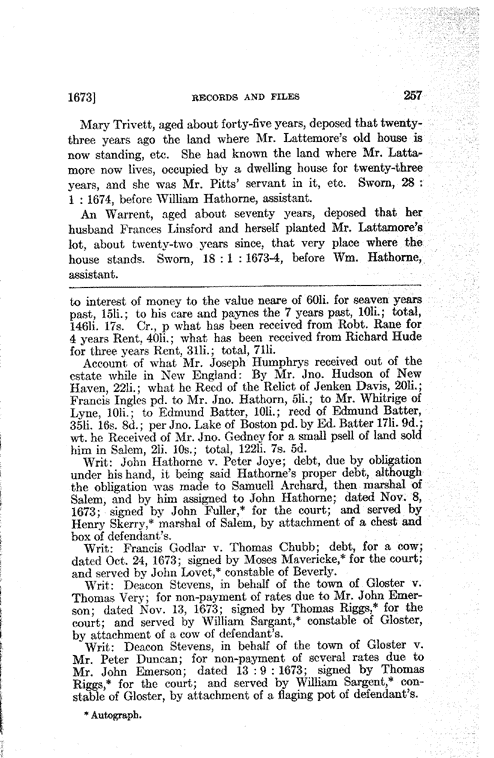 1673] RECORDS AND FILES 257
Mary Trivett, aged about forty-five years, deposed that twenty-
three years ago the land where Mr. Lattemore's old house is
now standing, etc. She had known the land where Mr. Latta-
more now lives, occupied by a dwelling house for twenty-three
years, and she was Mr. Pitts' servant in it, etc. Sworn, 28 :
1 : 1674, before William Hathorne, assistant.
An Warrent, aged about seventy years, deposed that her
husband Frances Linsford and herself planted Mr. Lattamore's
lot, about twenty-two years since, that very place where the
house stands. Sworn, 18 : 1 : 1673-4, before Wm. Hathorne,
assistant.
to interest of money to the value neare of 60li. for seaven years
past, 15li.; to his care and paynes the 7 years past, 10li.; total,
146li. 17s. Cr., p what has been received from Robt. Rane for
4 years Rent, 40li.; what has been received from Richard Hude
for three years Rent, 31li.; total, 71li.
Account of what Mr. Joseph Humphrys received out of the
estate while in New England: By Mr. Jno. Hudson of New
Haven, 22li.; what he Recd of the Relict of Jenken Davis, 20li.;
Francis Ingles pd. to Mr. Jno. Hathorn, 5li.; to Mr. Whitrige of
Lyne, 10li.; to Edmund Batter, 10li.; recd of Edmund Batter,
35li. 16s. 8d.; per Jno. Lake of Boston pd. by Ed. Batter 17li. 9d.;
wt. he Received of Mr. Jno. Gedney for a small psell of land sold
him in Salem, 2li. 10s.; total, 122li. 7s. 5d.
Writ: John Hathorne v. Peter Joye; debt, due by obligation
under his hand, it being said Hathorne's proper debt, although
the obligation was made to Samuell Archard, then marshal of
Salem, and by him assigned to John Hathorne; dated Nov. 8,
1673; signed by John Fuller,* for the court; and served by
Henry Skerry,* marshal of Salem, by attachment of a chest and
box of defendant's.
Writ: Francis Godlar v. Thomas Chubb; debt, for a cow;
dated Oct. 24, 1673; signed by Moses Mavericke,* for the court;
and served by John Lovet,* constable of Beverly.
Writ: Deacon Stevens, in behalf of the town of Gloster v.
Thomas Very; for non-payment of rates due to Mr. John Emer-
son; dated Nov. 13, 1673; signed by Thomas Riggs,* for the
court; and served by William Sargant,* constable of Gloster,
by attachment of a cow of defendant's.
Writ: Deacon Stevens, in behalf of the town of Gloster v.
Mr. Peter Duncan; for non-payment of several rates due to
Mr. John Emerson; dated 13 : 9 : 1673; signed by Thomas
Riggs,* for the court; and served by William Sargent,* con-
stable of Gloster, by attachment of a flaging pot of defendant's.
* Autograph.